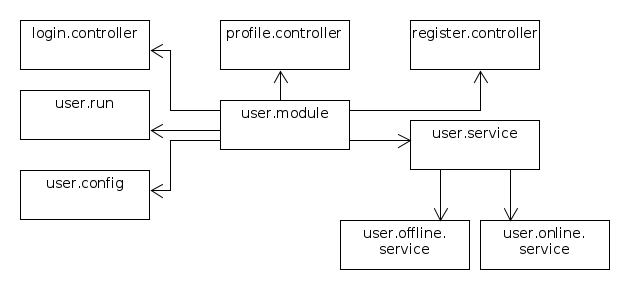 login.controller
profile.controller
register.controller
user.run
user.module
user.service
user.config
user.offline.
service
user.online.
service